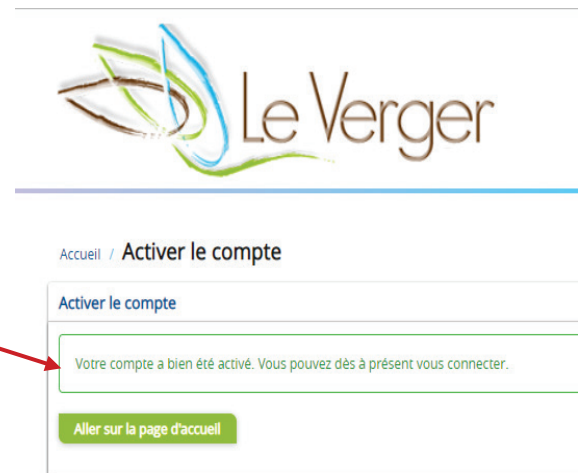 Le Verger
Accueil / Activer le compte
Activer le compte
Votre compte a bien été activé. Vous pouvez dès à présent vous connecter.
Aller sur la page d'accueil